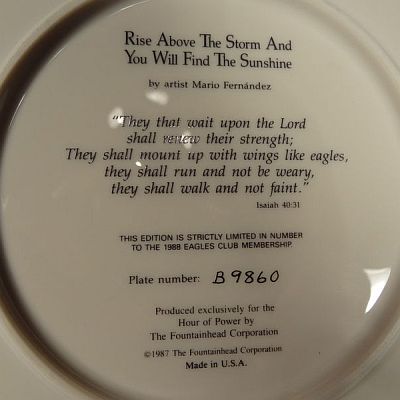 Rise Above The Storm And
You Will Find The Sunshine
by artist Mario Fernández
"They that wait upon the Lord
shall renew their strength;
They shall mount up with wings like eagles,
they shall run and not be weary,
they shall walk and not faint."
Isaiah 40:31
THIS EDITION IS STRICTLY LIMITED IN NUMBER
TO THE 1988 EAGLES CLUB MEMBERSHIP.
Plate number: B9860
Produced exclusively for the
Hour of Power by
The Fountainhead Corporation
©1987 The Fountainhead Corporation
Made in U.S.A.